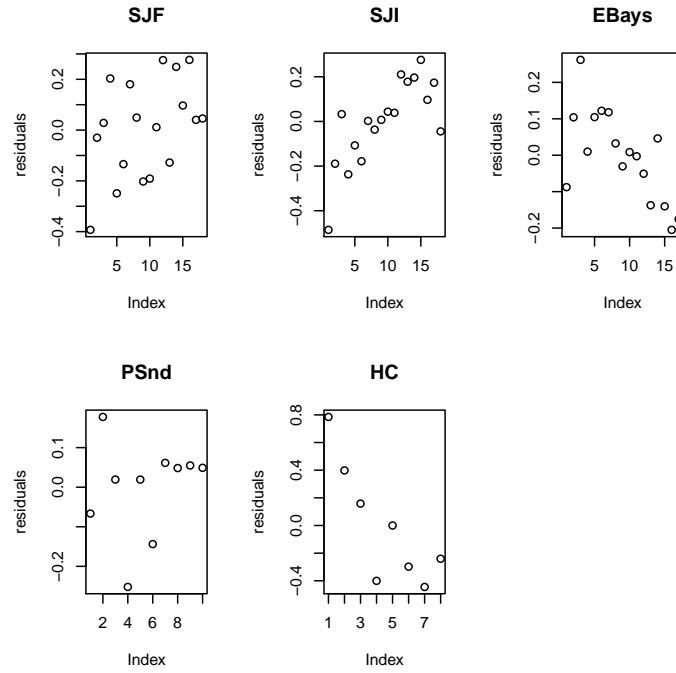 SJF
SJI
EBays
residuals
−0.4 −0.2 0.0 0.2
5 10 15
Index
residuals
−0.4 −0.2 0.0 0.2
5 10 15
Index
residuals
−0.2 0.0 0.1 0.2
5 10 15
Index
PSnd
HC
residuals
−0.2 0.0 0.1
2 4 6 8
Index
residuals
−0.4 0.0 0.4 0.8
1 3 5 7
Index